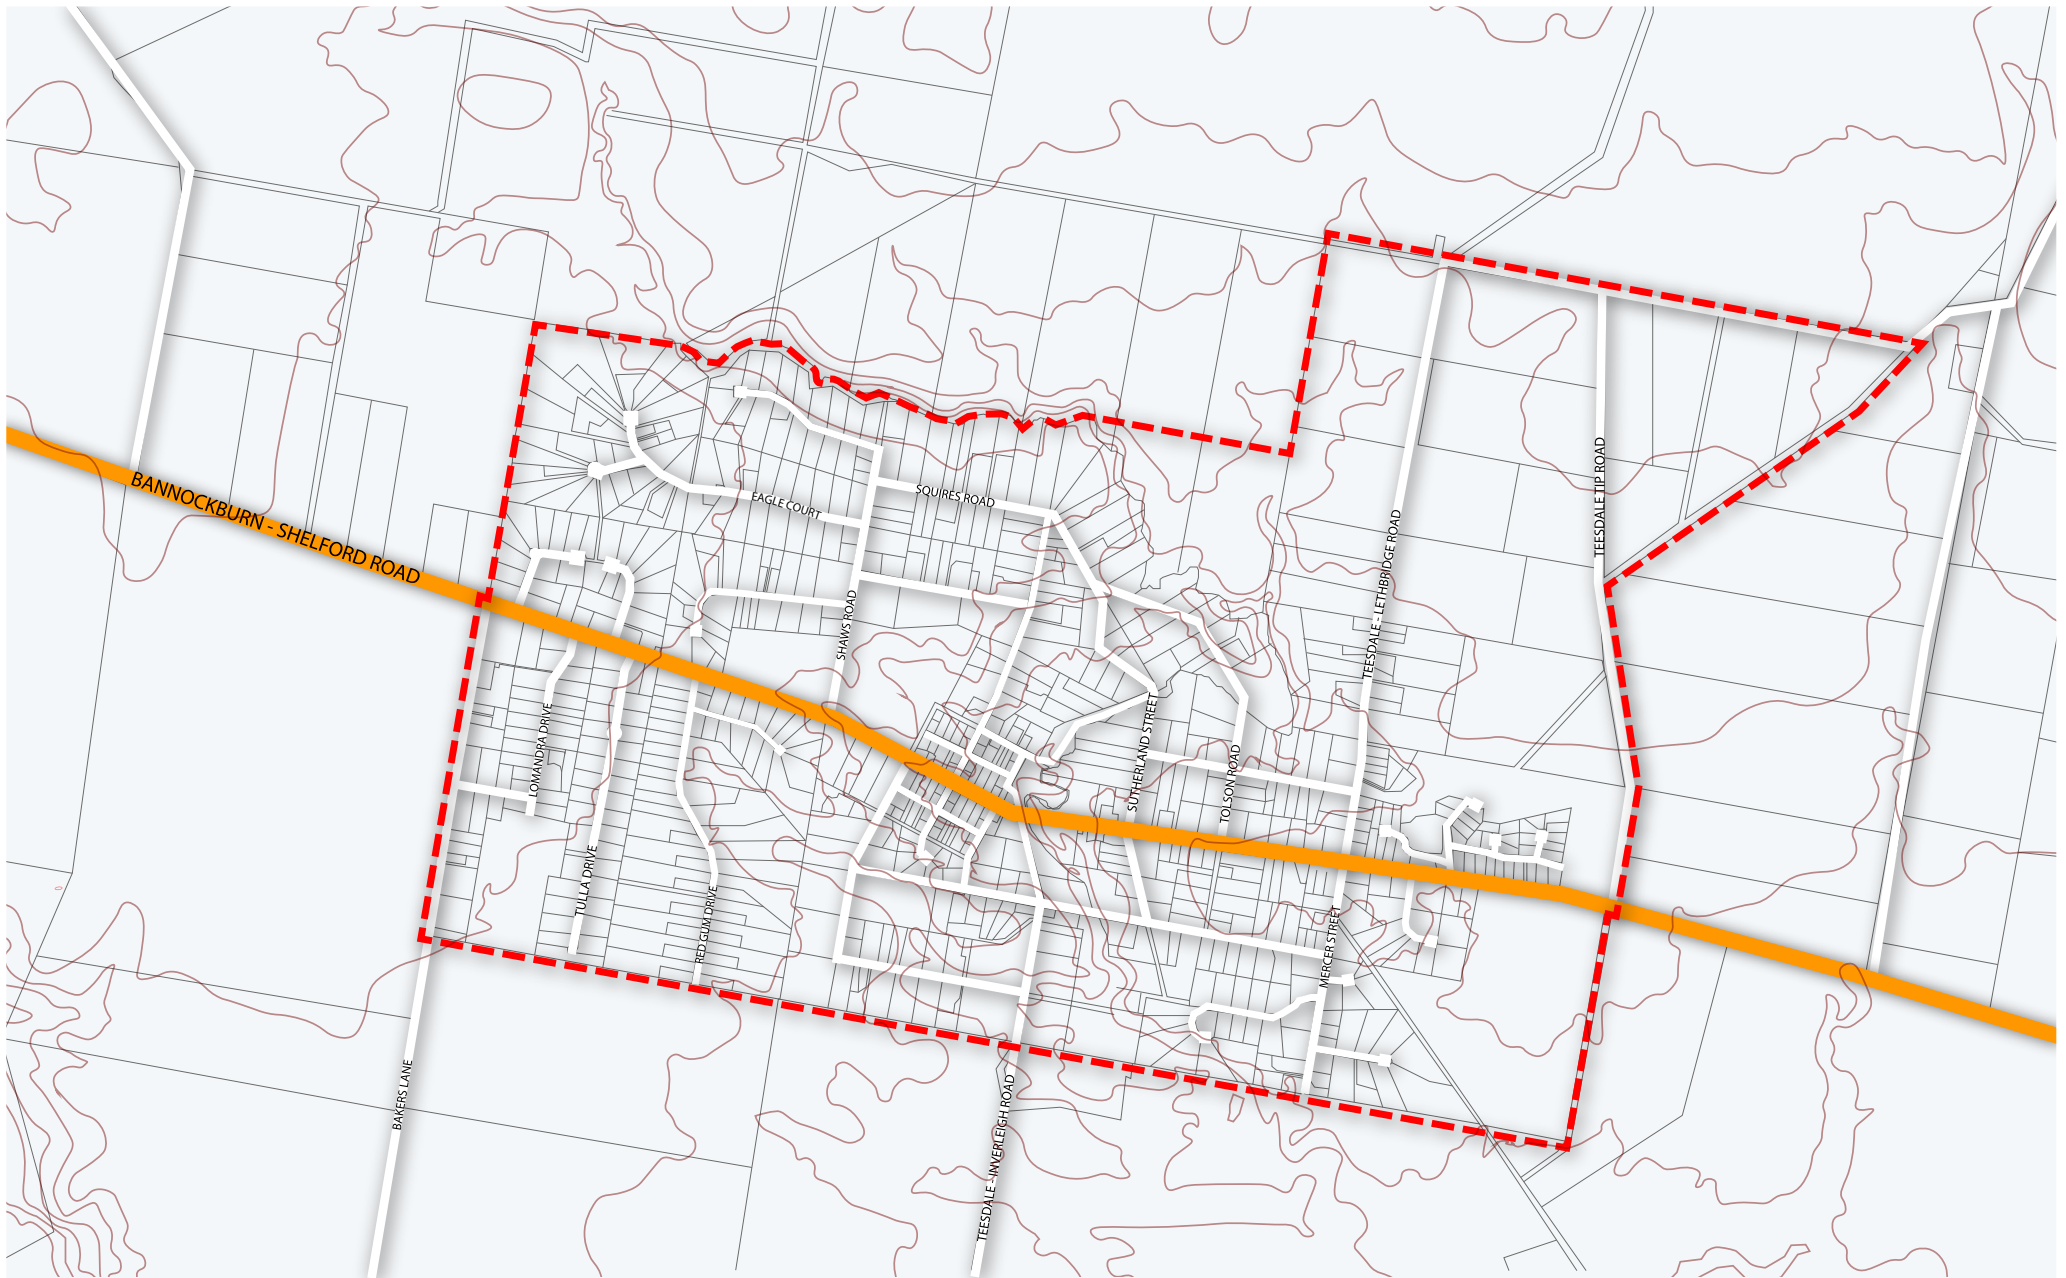 BANNOCKBURN - SHELFORD ROAD
EAGLE COURT
SQUIRES ROAD
TEESDALE TIP ROAD
TEESDALE - LETHBRIDGE ROAD
SHAWS ROAD
LOMANDRA DRIVE
SUTHERLAND STREET
TOLSON ROAD
TULLA DRIVE
RED GUM DRIVE
MERCER STREET
BAKERS LANE
TEESDALE - INVERLEIGH ROAD